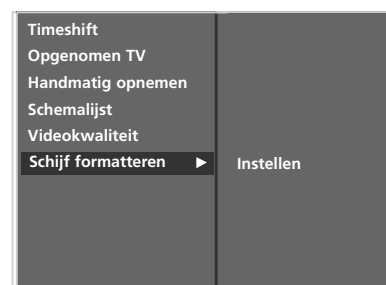 Timeshift
Opgenomen TV
Handmatig opnemen
Schemalijst
Videokwaliteit
Schijf formatteren ► Instellen